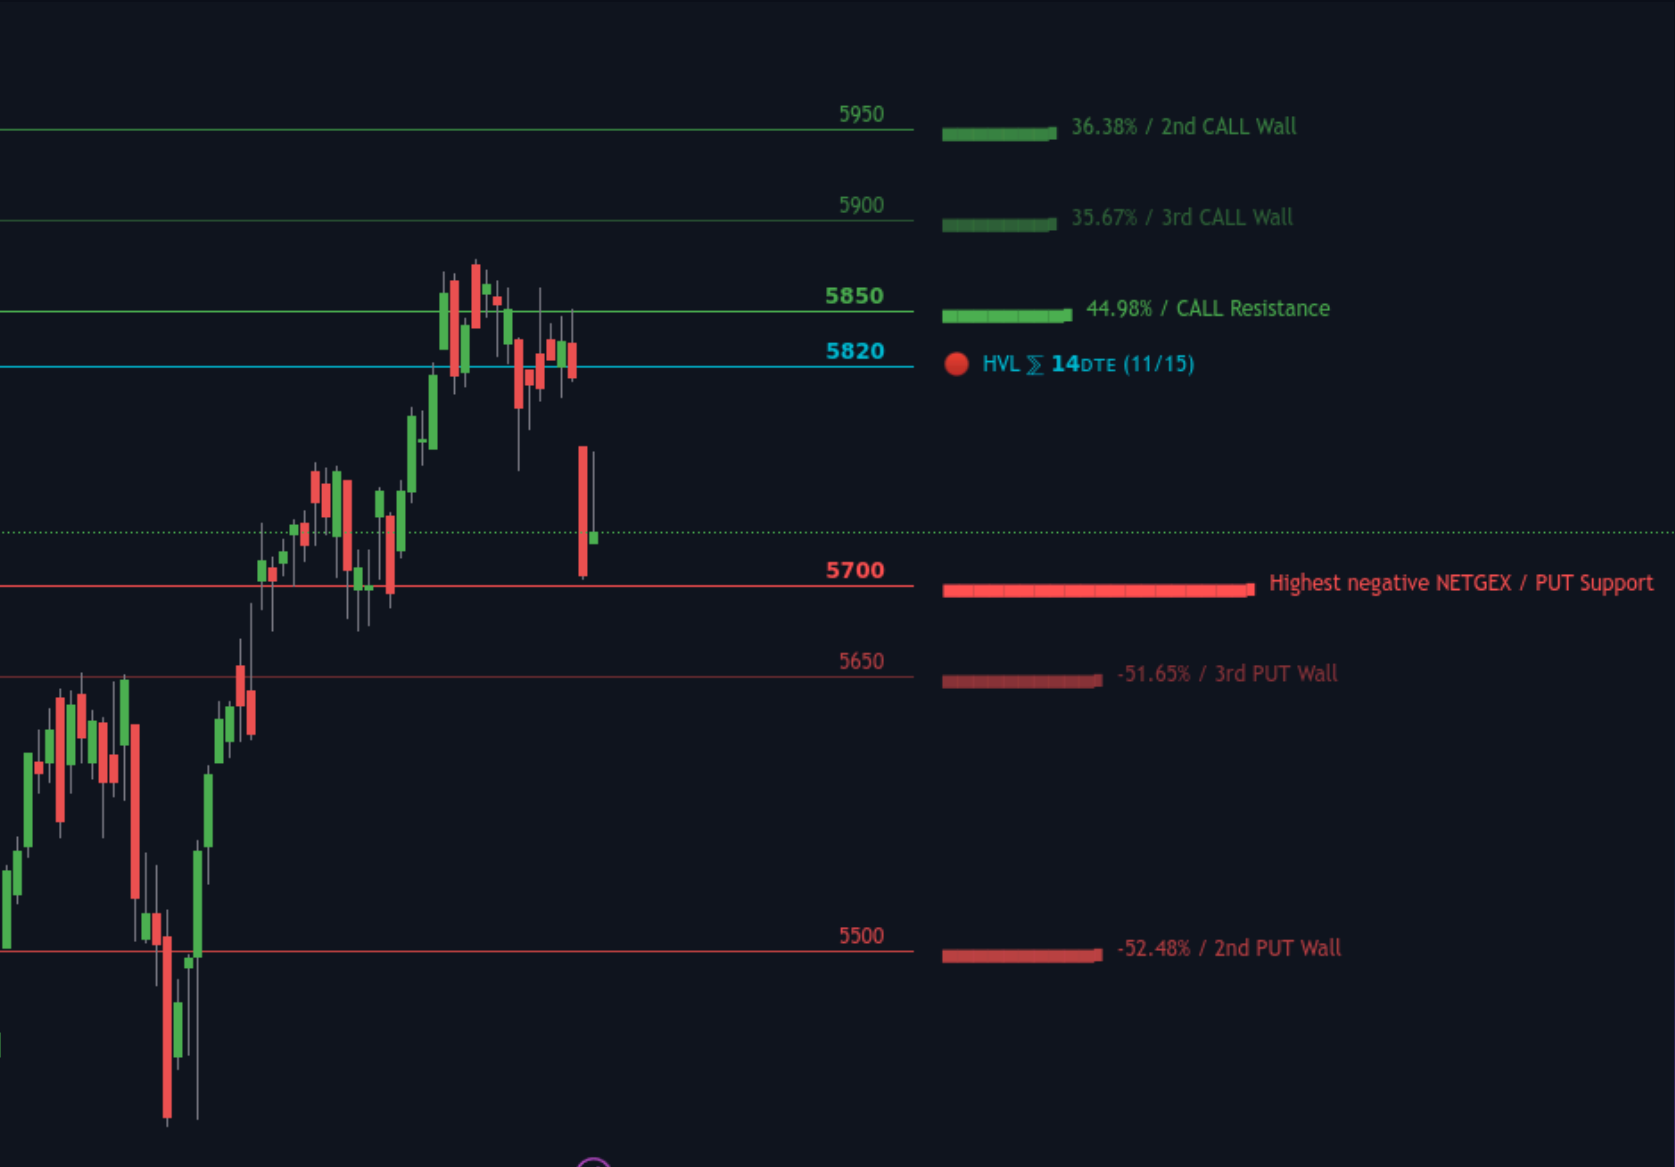 5950
36.38% / 2nd CALL Wall
5900
35.67% / 3rd CALL Wall
5850
44.98% / CALL Resistance
5820
HVL ⅀ 14DTE (11/15)
5700
Highest negative NETGEX / PUT Support
5650
-51.65% / 3rd PUT Wall
5500
-52.48% / 2nd PUT Wall